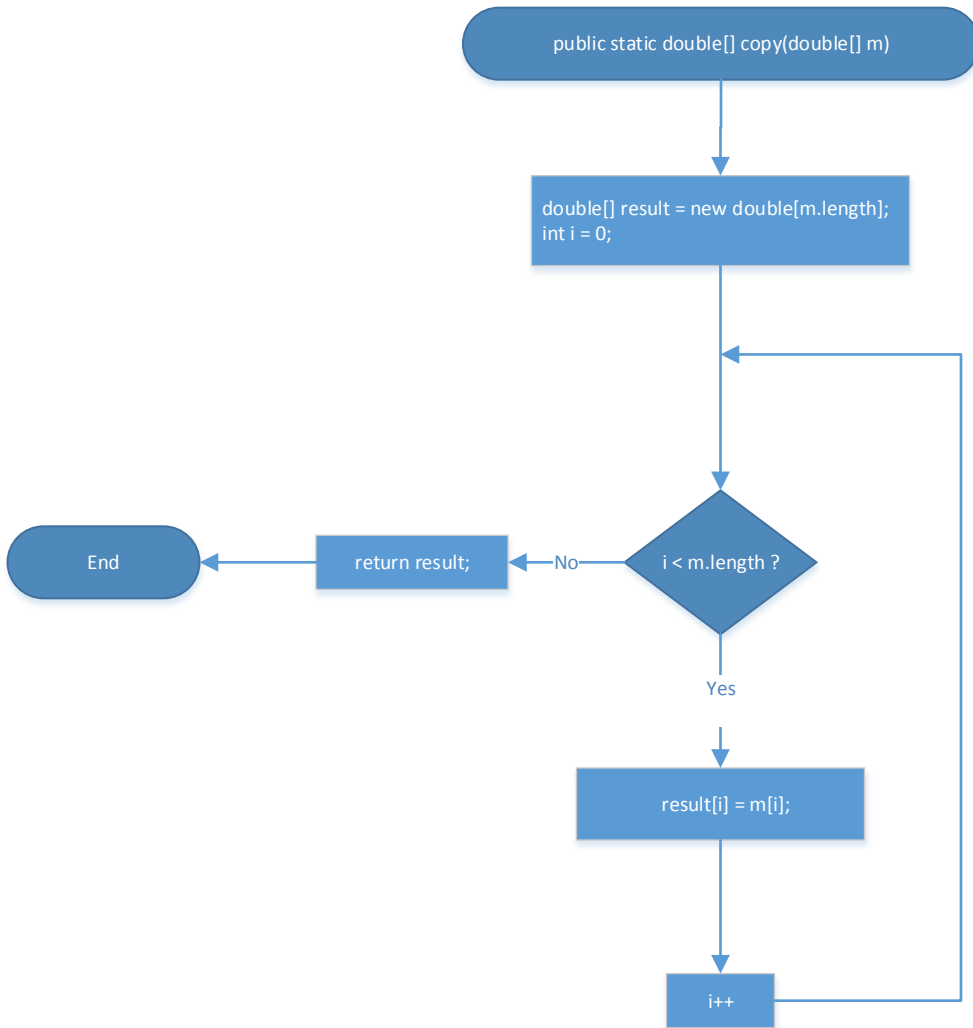 public static double[] copy(double[] m)
double[] result = new double[m.length];
int i = 0;
i < m.length ?
No
return result;
End
Yes
result[i] = m[i];
i++